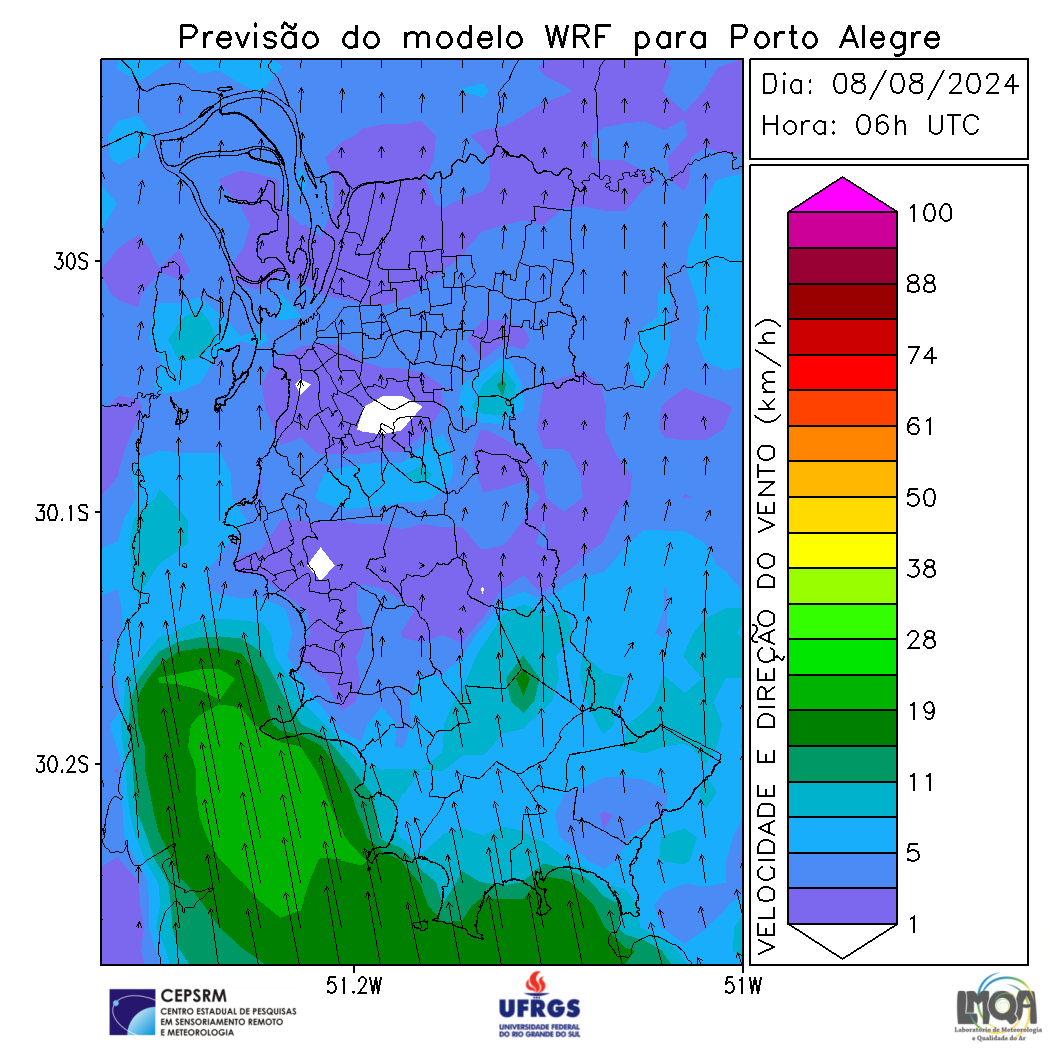 Previsão do modelo WRF para Porto Alegre
Dia: 08/08/2024
Hora: 06h UTC
30S
30.1S
30.2S
51.2W
51W
VELOCIDADE E DIREÇÃO DO VENTO (km/h)
100
88
74
61
50
38
28
19
11
5
1
CEPSRM
CENTRO ESTADUAL DE PESQUISAS
EM SENSORIAMENTO REMOTO
E METEOROLOGIA
UFRGS
UNIVERSIDADE FEDERAL
DO RIO GRANDE DO SUL
LMQA
Laboratório de Meteorologia
e Qualidade do Ar